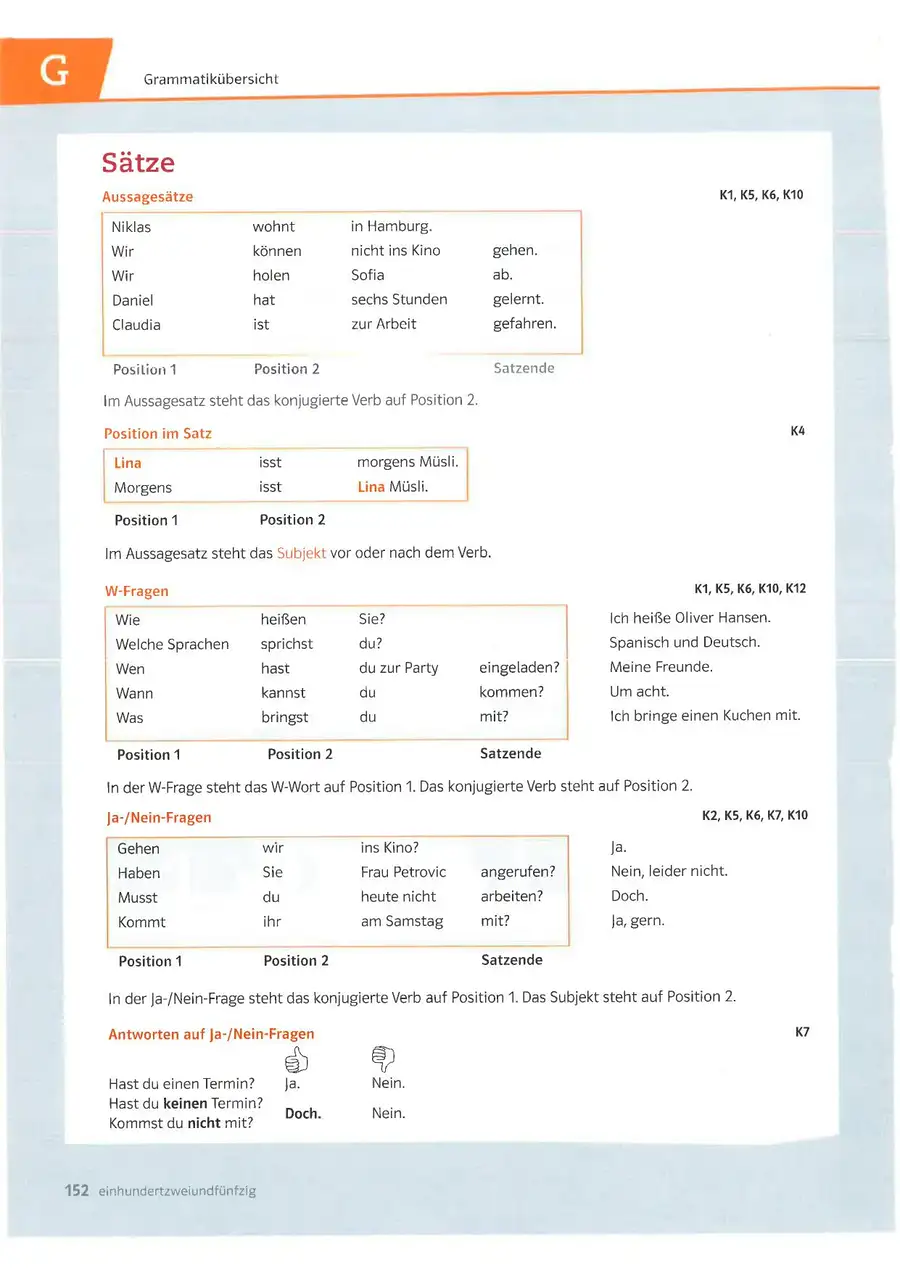 G
Grammatikübersicht
Sätze
Aussagesätze K1, K5, K6, K10
Niklas wohnt in Hamburg.
Wir können nicht ins Kino gehen.
Wir holen Sofia ab.
Daniel hat sechs Stunden gelernt.
Claudia ist zur Arbeit gefahren.
Position 1 Position 2 Satzende
Im Aussagesatz steht das konjugierte Verb auf Position 2.
Position im Satz K4
Lina isst morgens Müsli.
Morgens isst Lina Müsli.
Position 1 Position 2
Im Aussagesatz steht das Subjekt vor oder nach dem Verb.
W-Fragen K1, K5, K6, K10, K12
Wie heißen Sie? Ich heiße Oliver Hansen.
Welche Sprachen sprichst du? Spanisch und Deutsch.
Wen hast du zur Party eingeladen? Meine Freunde.
Wann kannst du kommen? Um acht.
Was bringst du mit? Ich bringe einen Kuchen mit.
Position 1 Position 2 Satzende
In der W-Frage steht das W-Wort auf Position 1. Das konjugierte Verb steht auf Position 2.
Ja-/Nein-Fragen K2, K5, K6, K7, K10
Gehen wir ins Kino? Ja.
Haben Sie Frau Petrovic angerufen? Nein, leider nicht.
Musst du heute nicht arbeiten? Doch.
Kommt ihr am Samstag mit? Ja, gern.
Position 1 Position 2 Satzende
In der Ja-/Nein-Frage steht das konjugierte Verb auf Position 1. Das Subjekt steht auf Position 2.
Antworten auf Ja-/Nein-Fragen K7
Hast du einen Termin? Ja. Nein.
Hast du keinen Termin?
Doch. Nein.
Kommst du nicht mit?
152 einhundertzweiundfünfzig